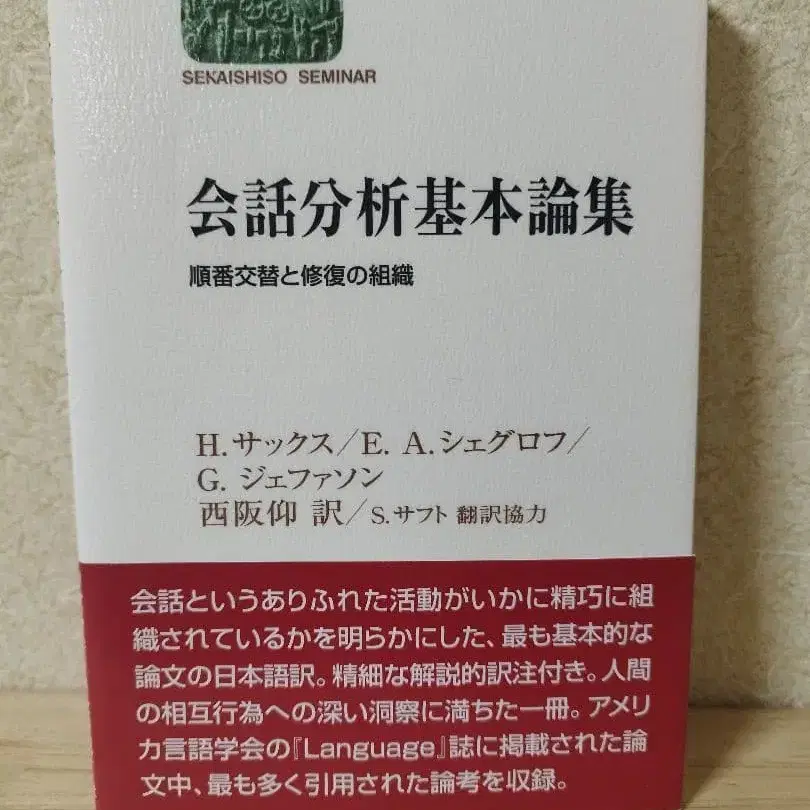 SEKAISHISO SEMINAR
会話分析基本論集
順番交替と修復の組織
H.サックス/E. A.シェグロフ/
G. ジェファソン
西阪仰 訳/S.サフト 翻訳協力
会話というありふれた活動がいかに精巧に組
織されているかを明らかにした、最も基本的な
論文の日本語訳。精細な解説的訳注付き。人間
の相互行為への深い洞察に満ちた一冊。アメリ
カ言語学会の『Language』誌に掲載された論
文中、最も多く引用された論考を収録。